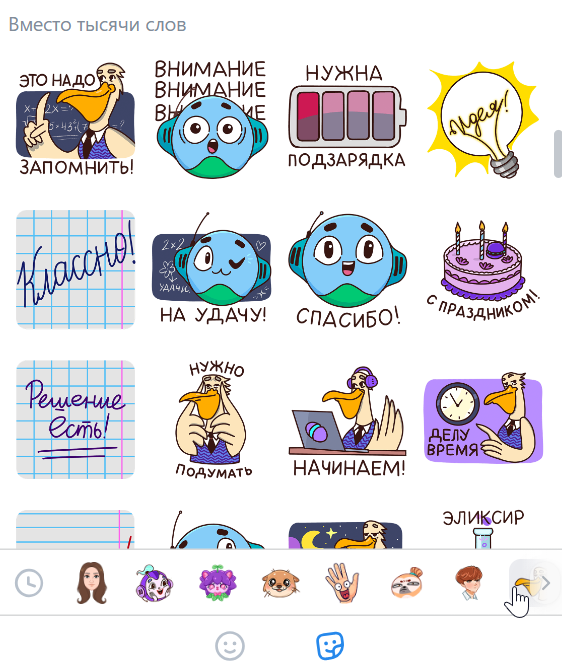 Вместо тысячи слов
ЭТО НАДО
ЗАПОМНИТЬ!
ВНИМАНИЕ
ВНИМАНИЕ
НУЖНА
ПОДЗАРЯДКА
Идея!
Классно!
2×2
НА УДАЧУ!
СПАСИБО!
С ПРАЗДНИКОМ!
Решение
есть!
НУЖНО
ПОДУМАТЬ
НАЧИНАЕМ!
ДЕЛУ
ВРЕМЯ
ЭЛИКСИР